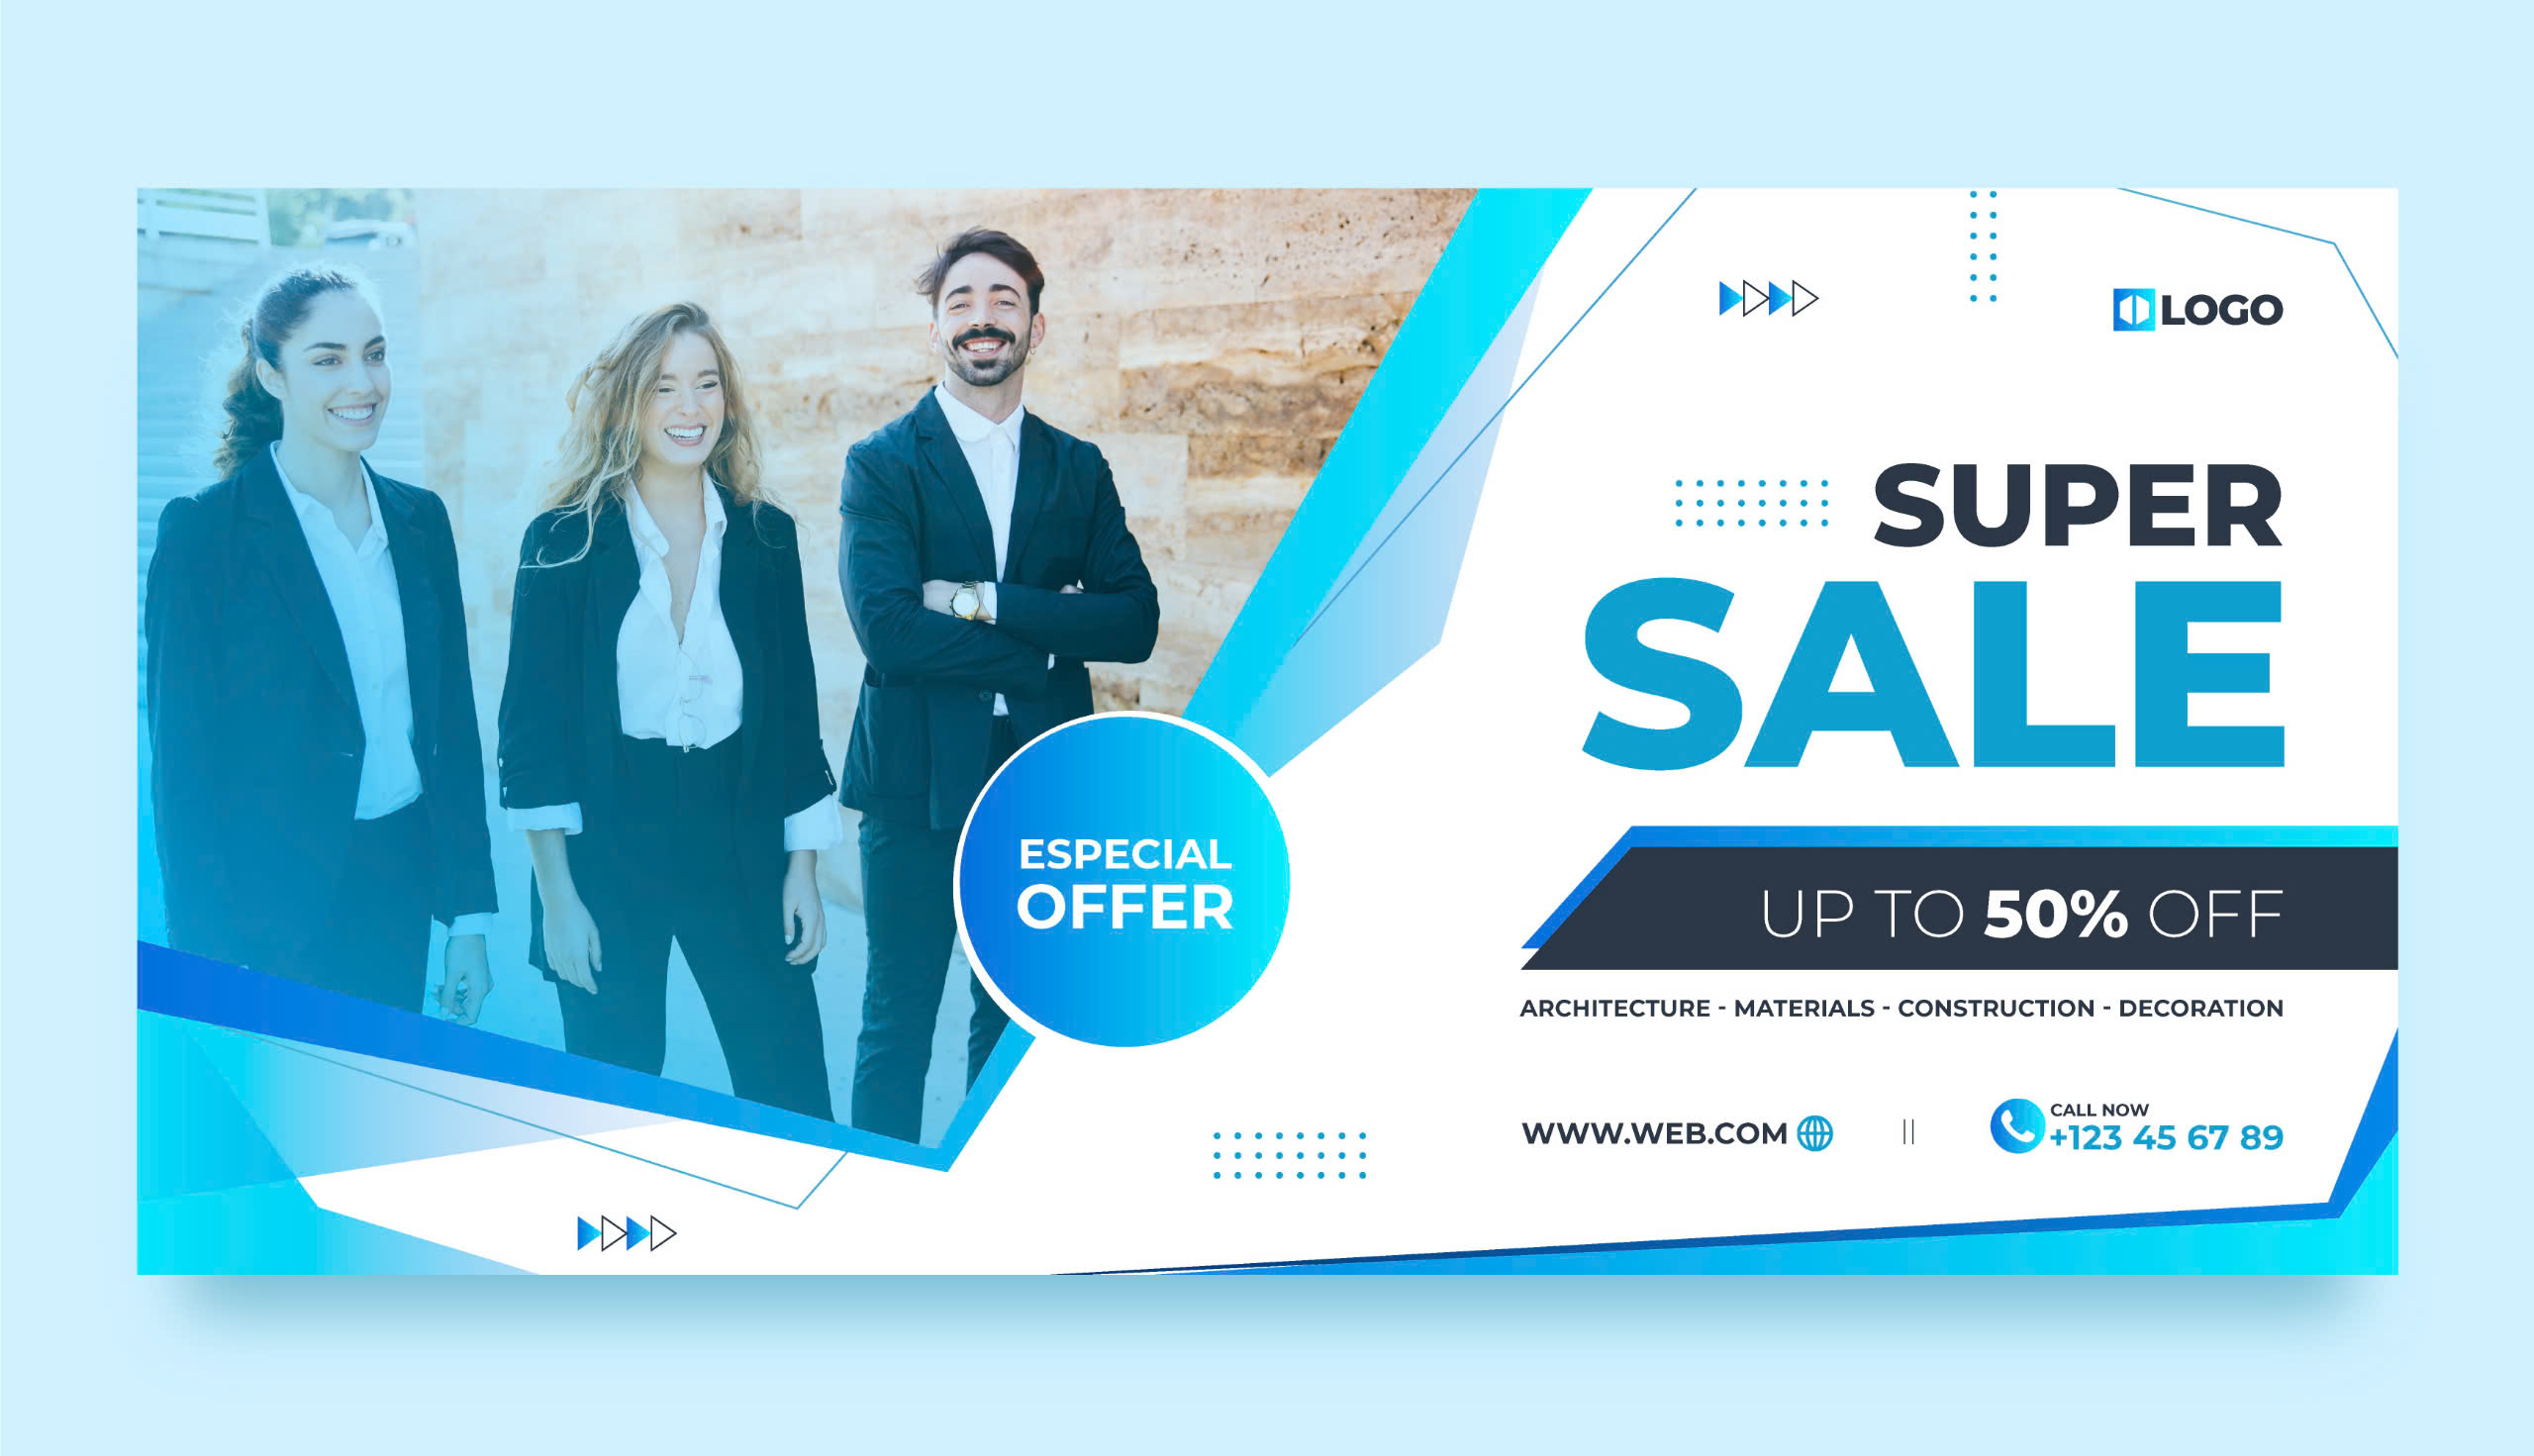 LOGO
SUPER
SALE
ESPECIAL
OFFER
UP TO 50% OFF
ARCHITECTURE - MATERIALS - CONSTRUCTION - DECORATION
WWW.WEB.COM
CALL NOW
+123 45 67 89